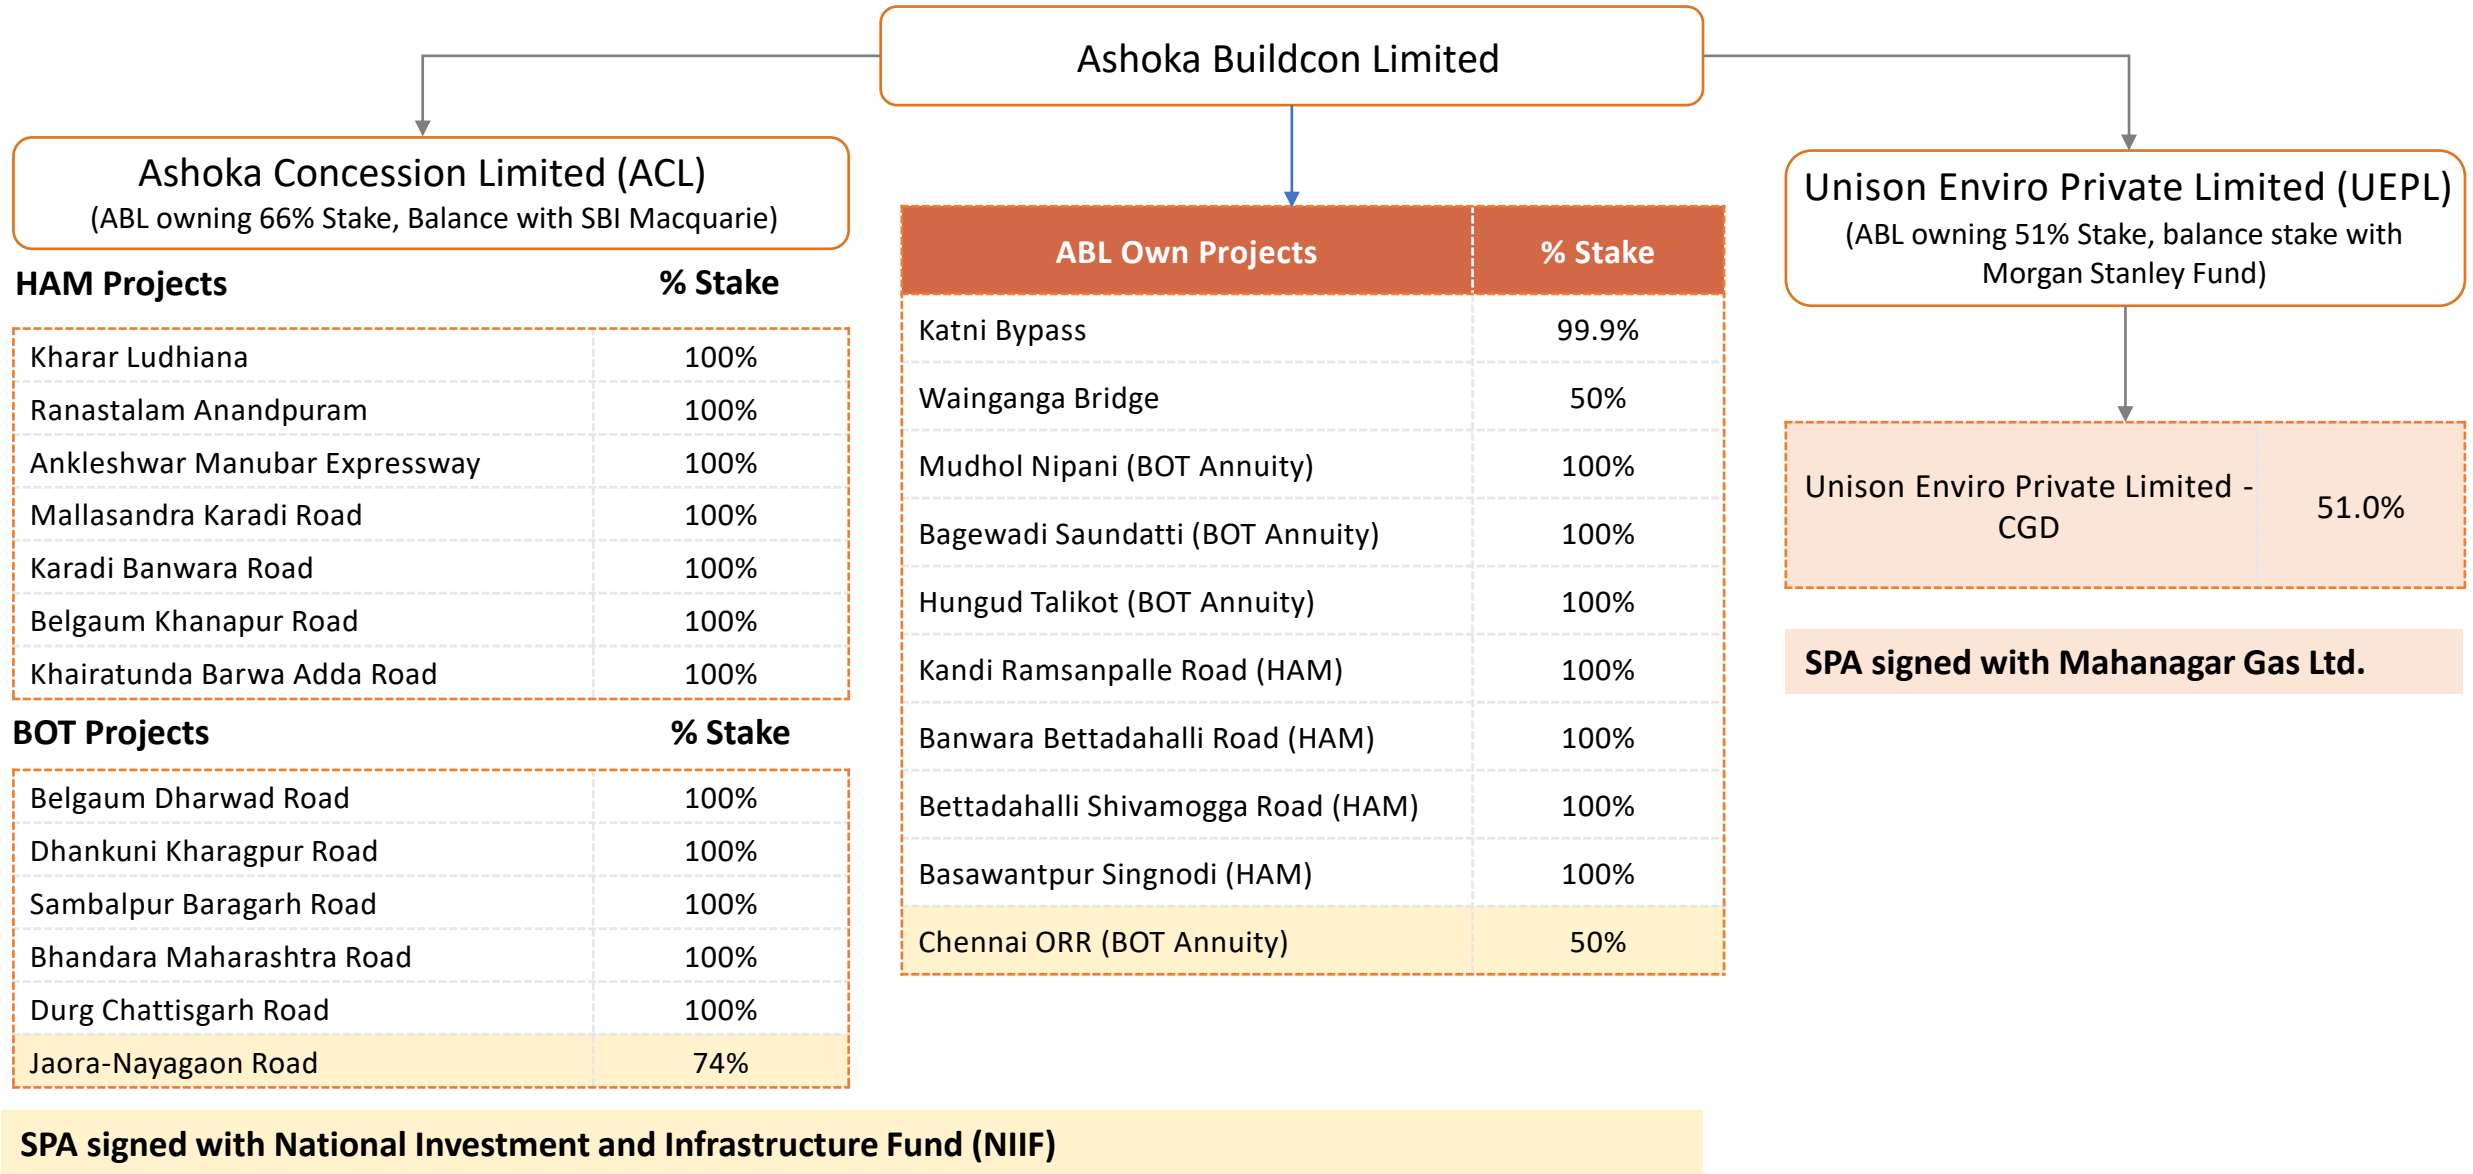 Ashoka Buildcon Limited
Ashoka Concession Limited (ACL)
(ABL owning 66% Stake, Balance with SBI Macquarie)
HAM Projects % Stake
Kharar Ludhiana 100%
Ranastalam Anandpuram 100%
Ankleshwar Manubar Expressway 100%
Mallasandra Karadi Road 100%
Karadi Banwara Road 100%
Belgaum Khanapur Road 100%
Khairatunda Barwa Adda Road 100%
BOT Projects % Stake
Belgaum Dharwad Road 100%
Dhankuni Kharagpur Road 100%
Sambalpur Baragarh Road 100%
Bhandara Maharashtra Road 100%
Durg Chattisgarh Road 100%
Jaora-Nayagaon Road 74%
ABL Own Projects % Stake
Katni Bypass 99.9%
Wainganga Bridge 50%
Mudhol Nipani (BOT Annuity) 100%
Bagewadi Saundatti (BOT Annuity) 100%
Hungud Talikot (BOT Annuity) 100%
Kandi Ramsanpalle Road (HAM) 100%
Banwara Bettadahalli Road (HAM) 100%
Bettadahalli Shivamogga Road (HAM) 100%
Basawantpur Singnodi (HAM) 100%
Chennai ORR (BOT Annuity) 50%
Unison Enviro Private Limited (UEPL)
(ABL owning 51% Stake, balance stake with
Morgan Stanley Fund)
Unison Enviro Private Limited -
CGD 51.0%
SPA signed with Mahanagar Gas Ltd.
SPA signed with National Investment and Infrastructure Fund (NIIF)